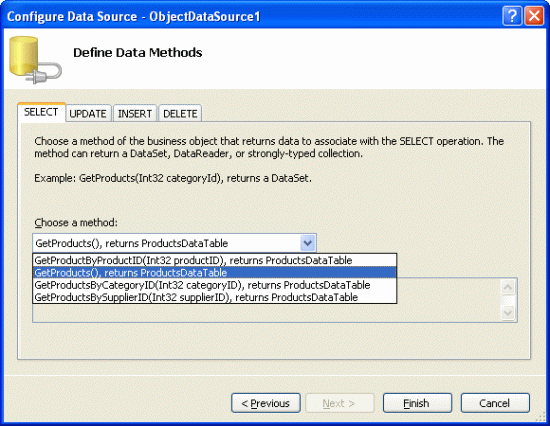 Configure Data Source - ObjectDataSource1
Define Data Methods
SELECT UPDATE INSERT DELETE
Choose a method of the business object that returns data to associate with the SELECT operation. The
method can return a DataSet, DataReader, or strongly-typed collection.
Example: GetProducts(Int32 categoryId), returns a DataSet.
Choose a method:
GetProducts(), returns ProductsDataTable
GetProductByProductID(Int32 productID), returns ProductsDataTable
GetProducts(), returns ProductsDataTable
GetProductsByCategoryID(Int32 categoryID), returns ProductsDataTable
GetProductsBySupplierID(Int32 supplierID), returns ProductsDataTable
< Previous Next > Finish Cancel